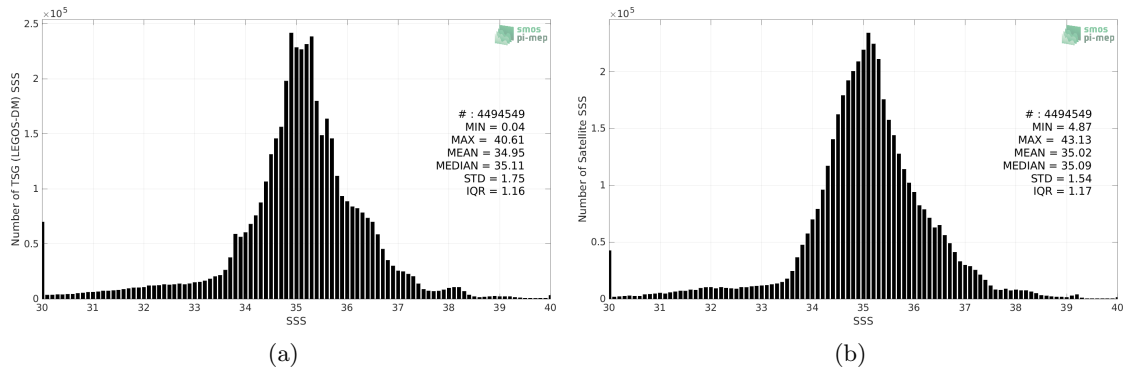 ×10^5
smos
pi-mep
Number of TSG (LEGOS-DM) SSS
2.5
2
1.5
1
0.5
0
# : 4494549
MIN = 0.04
MAX = 40.61
MEAN = 34.95
MEDIAN = 35.11
STD = 1.75
IQR = 1.16
30 31 32 33 34 35 36 37 38 39 40
SSS
(a)
×10^5
smos
pi-mep
Number of Satellite SSS
2
1.5
1
0.5
0
# : 4494549
MIN = 4.87
MAX = 43.13
MEAN = 35.02
MEDIAN = 35.09
STD = 1.54
IQR = 1.17
30 31 32 33 34 35 36 37 38 39 40
SSS
(b)